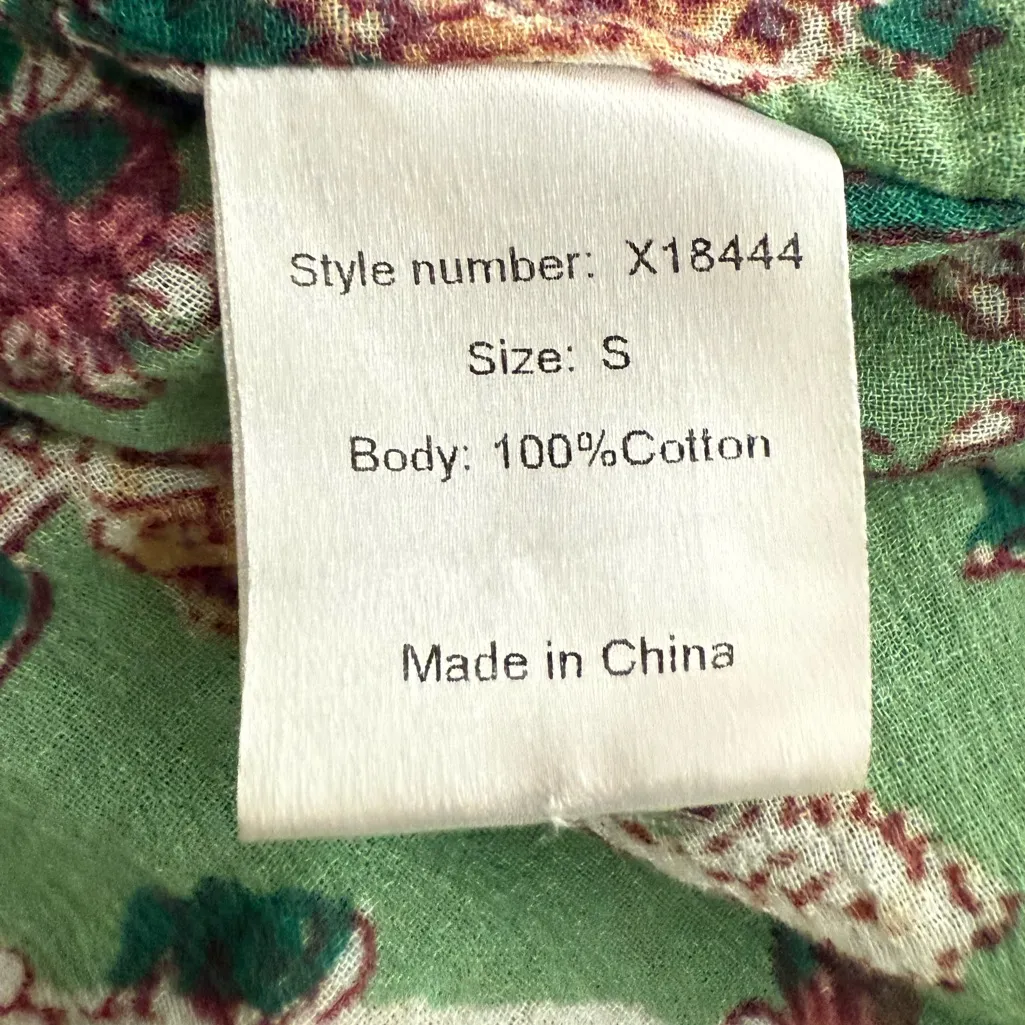 Style number: X18444
Size: S
Body: 100%Cotton
Made in China